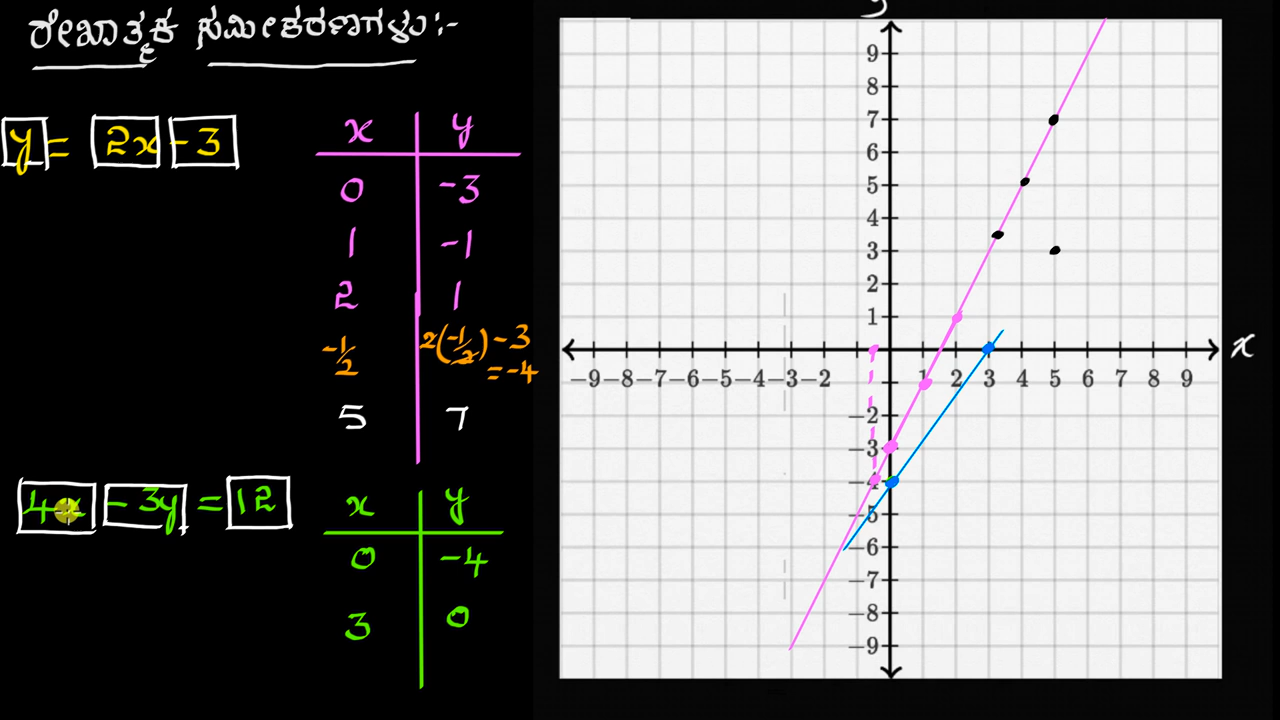 ರೇಖಾತ್ಮಕ ಸಮೀಕರಣಗಳು:-
y = 2x - 3
x y
0 -3
1 -1
2 1
-1/2 2(-1/2) - 3 = -4
5 7
4x - 3y = 12
x y
0 -4
3 0
y
9
8
7
6
5
4
3
2
1
x
-9 -8 -7 -6 -5 -4 -3 -2 1 2 3 4 5 6 7 8 9
-2
-3
-4
-5
-6
-7
-8
-9